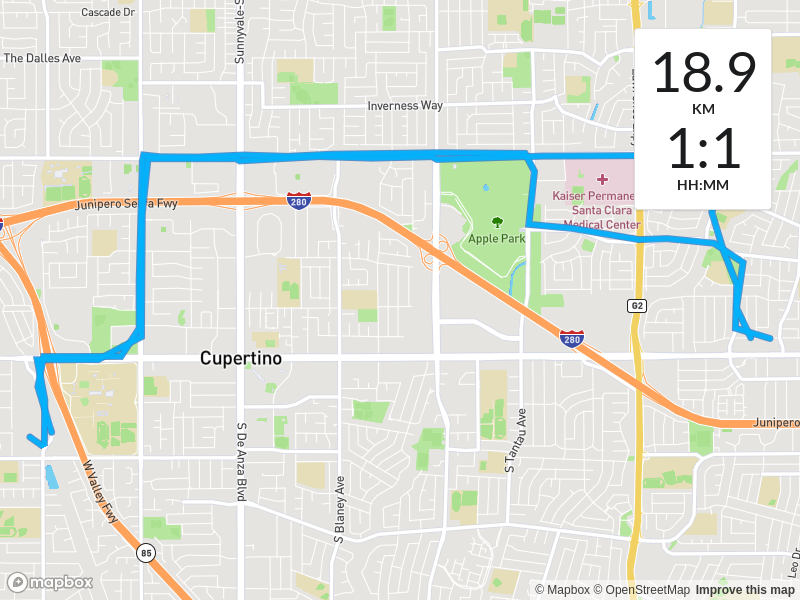 Cascade Dr
Sunnyvale-S
The Dalles Ave
Inverness Way
18.9
KM
1:1
HH:MM
Junipero Serra Fwy
280
Kaiser Permane
Santa Clara
Medical Center
Apple Park
G2
280
Cupertino
S De Anza Blvd
S Blaney Ave
S Tantau Ave
Junipero
W Valley Fwy
85
Leo Dr
mapbox
© Mapbox © OpenStreetMap Improve this map